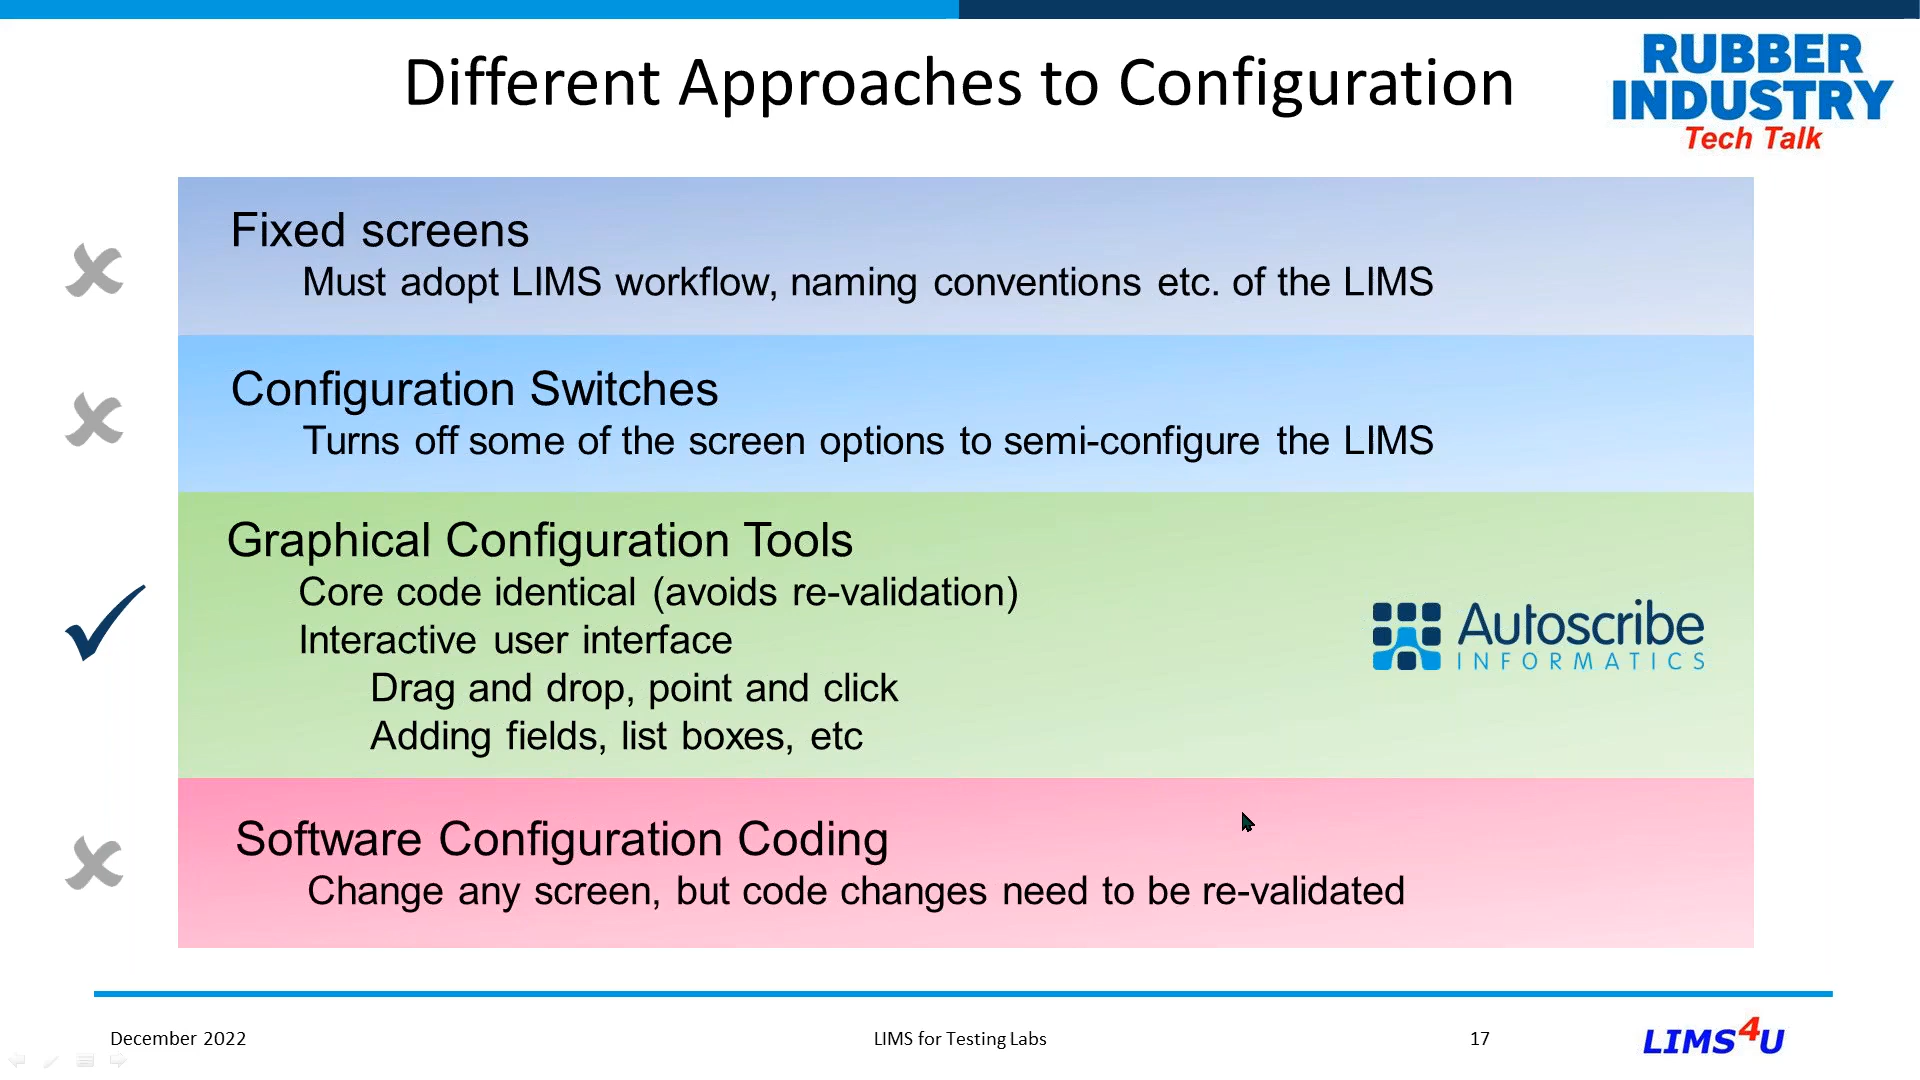 Different Approaches to Configuration
RUBBER
INDUSTRY
Tech Talk
Fixed screens
Must adopt LIMS workflow, naming conventions etc. of the LIMS
Configuration Switches
Turns off some of the screen options to semi-configure the LIMS
Graphical Configuration Tools
Core code identical (avoids re-validation)
Interactive user interface
Drag and drop, point and click
Adding fields, list boxes, etc
Autoscribe
INFORMATICS
Software Configuration Coding
Change any screen, but code changes need to be re-validated
December 2022
LIMS for Testing Labs
17
LIMS4U